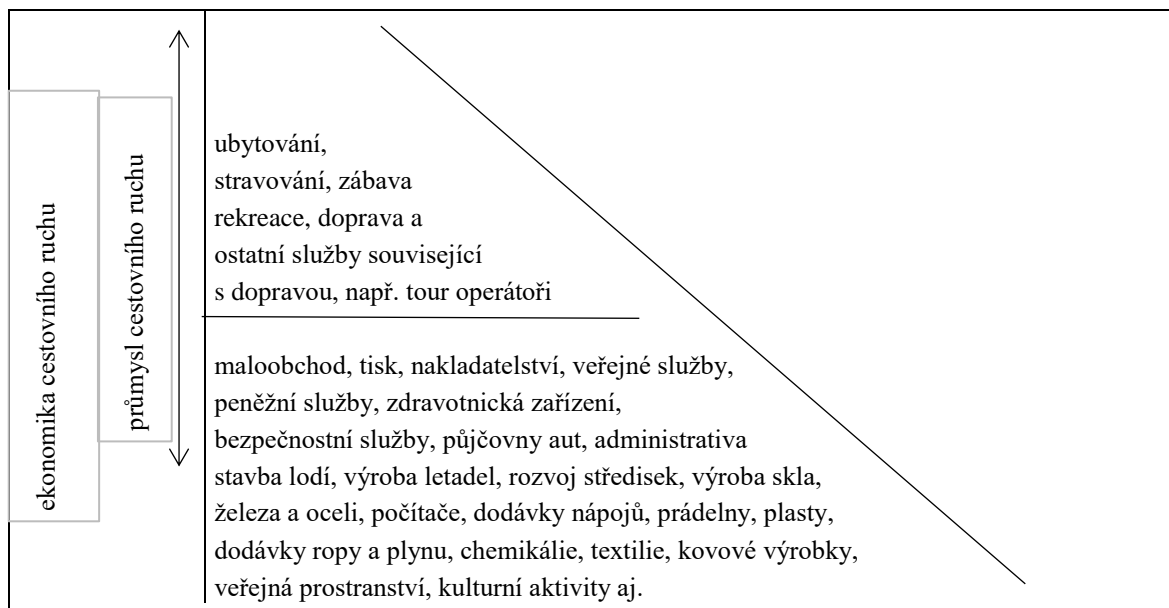 ekonomika cestovního ruchu
průmysl cestovního ruchu
ubytování,
stravování, zábava
rekreace, doprava a
ostatní služby související
s dopravou, např. tour operátoři
maloobchod, tisk, nakladatelství, veřejné služby,
peněžní služby, zdravotnická zařízení,
bezpečnostní služby, půjčovny aut, administrativa
stavba lodí, výroba letadel, rozvoj středisek, výroba skla,
železa a oceli, počítače, dodávky nápojů, prádelny, plasty,
dodávky ropy a plynu, chemikálie, textilie, kovové výrobky,
veřejná prostranství, kulturní aktivity aj.